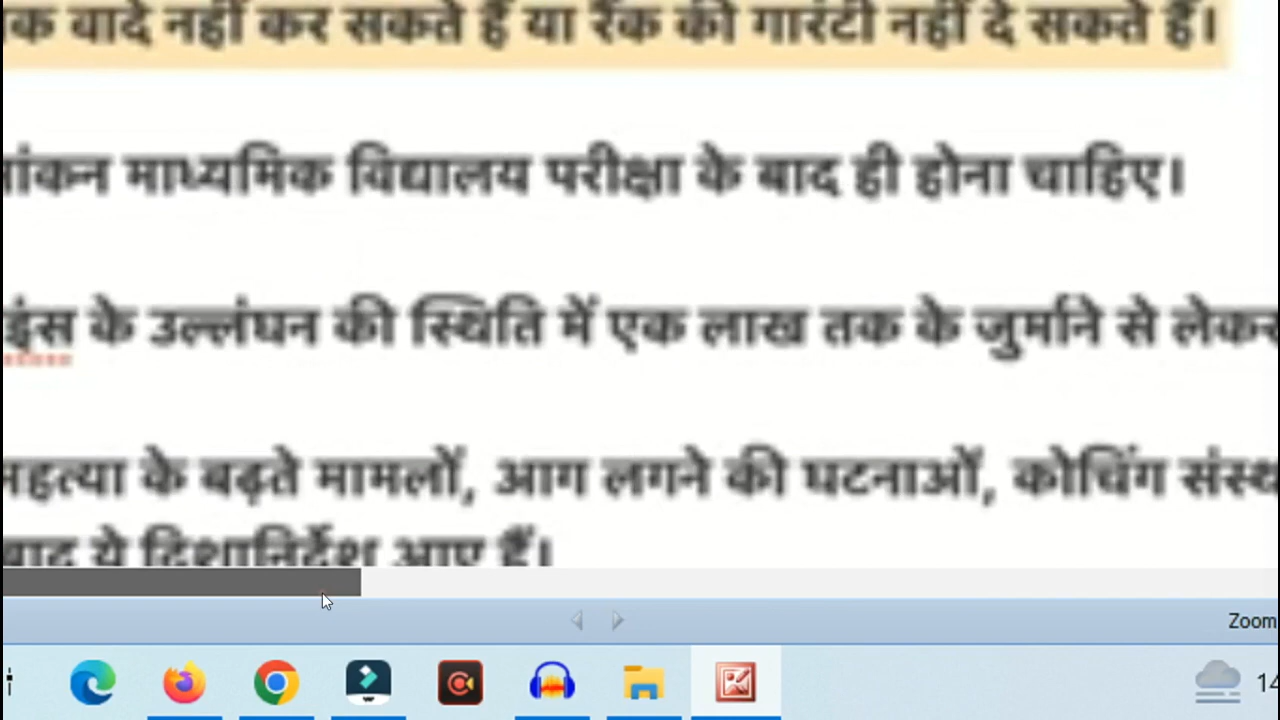 क वादे नहीं कर सकते हैं या रैंक की गारंटी नहीं दे सकते हैं।
मांकन माध्यमिक विद्यालय परीक्षा के बाद ही होना चाहिए।
इंस के उल्लंघन की स्थिति में एक लाख तक के जुर्माने से लेकर
महत्या के बढ़ते मामलों, आग लगने की घटनाओं, कोचिंग संस्थ
बाद ये दिशानिर्देश आए हैं।
Zoom
14